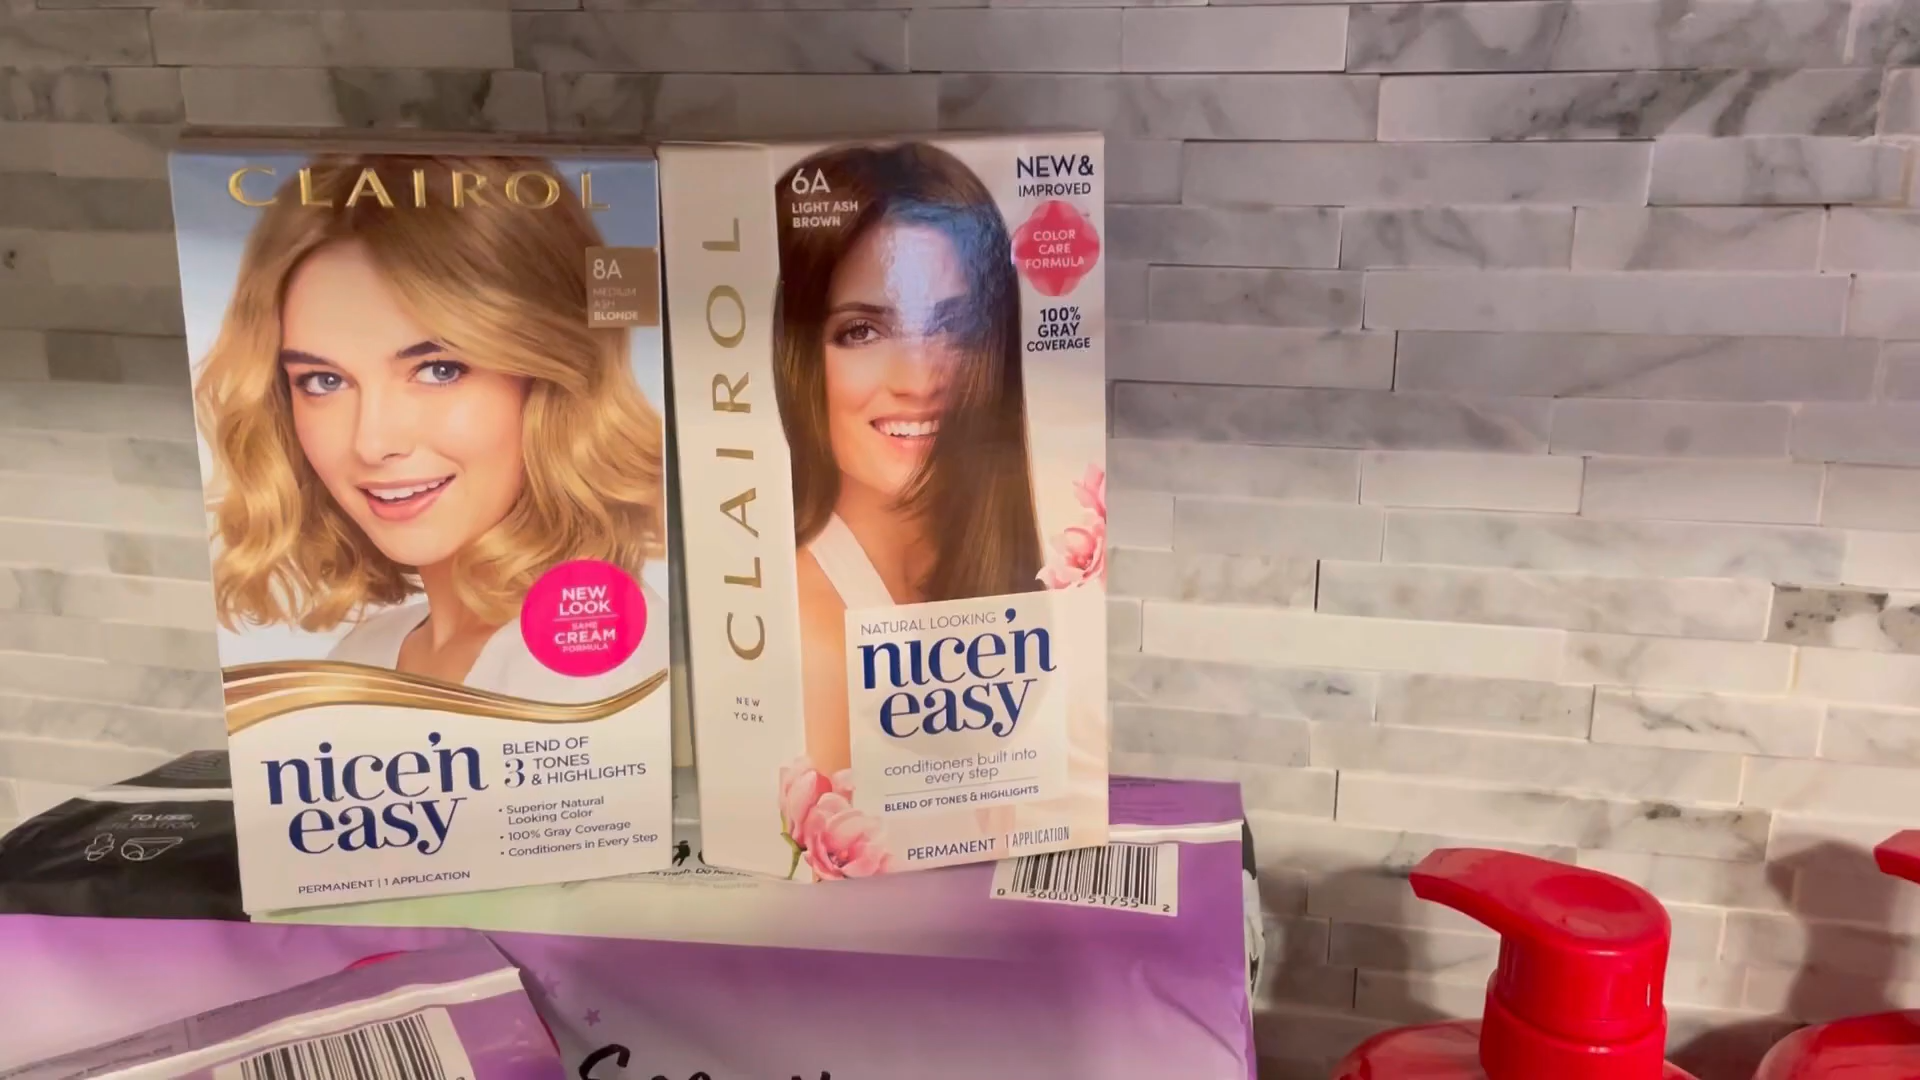 CLAIROL
8A
MEDIUM
ASH
BLONDE
NEW
LOOK
SAME
CREAM
FORMULA
nice'n
easy
BLEND OF
3 TONES
& HIGHLIGHTS
• Superior Natural
Looking Color
• 100% Gray Coverage
• Conditioners in Every Step
PERMANENT | 1 APPLICATION
CLAIROL
NEW
YORK
6A
LIGHT ASH
BROWN
NEW &
IMPROVED
COLOR
CARE
FORMULA
100%
GRAY
COVERAGE
NATURAL LOOKING
nice'n
easy
conditioners built into
every step
BLEND OF TONES & HIGHLIGHTS
PERMANENT 1 APPLICATION
TO USE
0 36000 51755 2